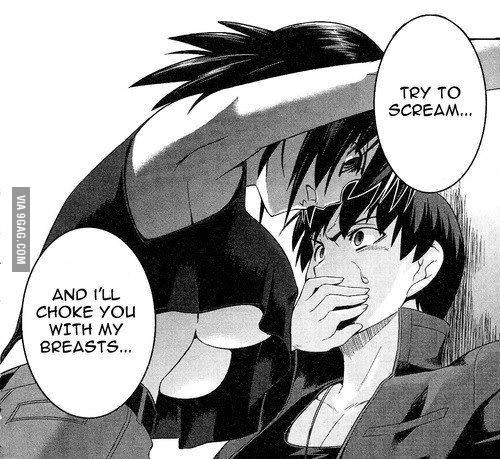 TRY TO
SCREAM...
AND I'LL
CHOKE YOU
WITH MY
BREASTS...
VIA 9GAG.COM